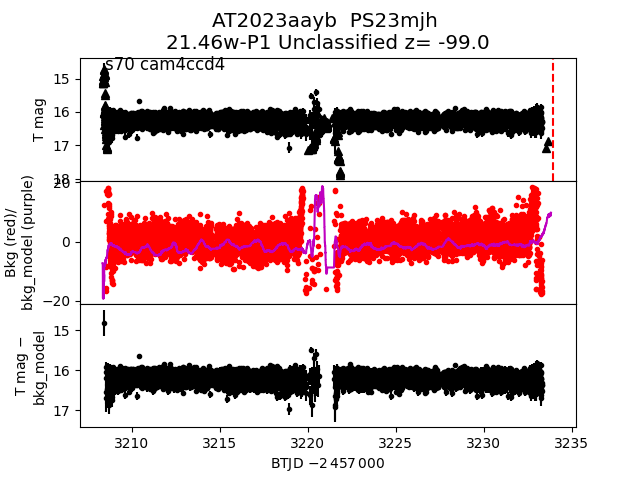 AT2023aayb  PS23mjh
21.46w-P1 Unclassified z= -99.0
s70 cam4ccd4
15
16
17
18
T mag
20
0
−20
Bkg (red)/
bkg_model (purple)
15
16
17
T mag −
bkg_model
3210
3215
3220
3225
3230
3235
BTJD −2 457 000